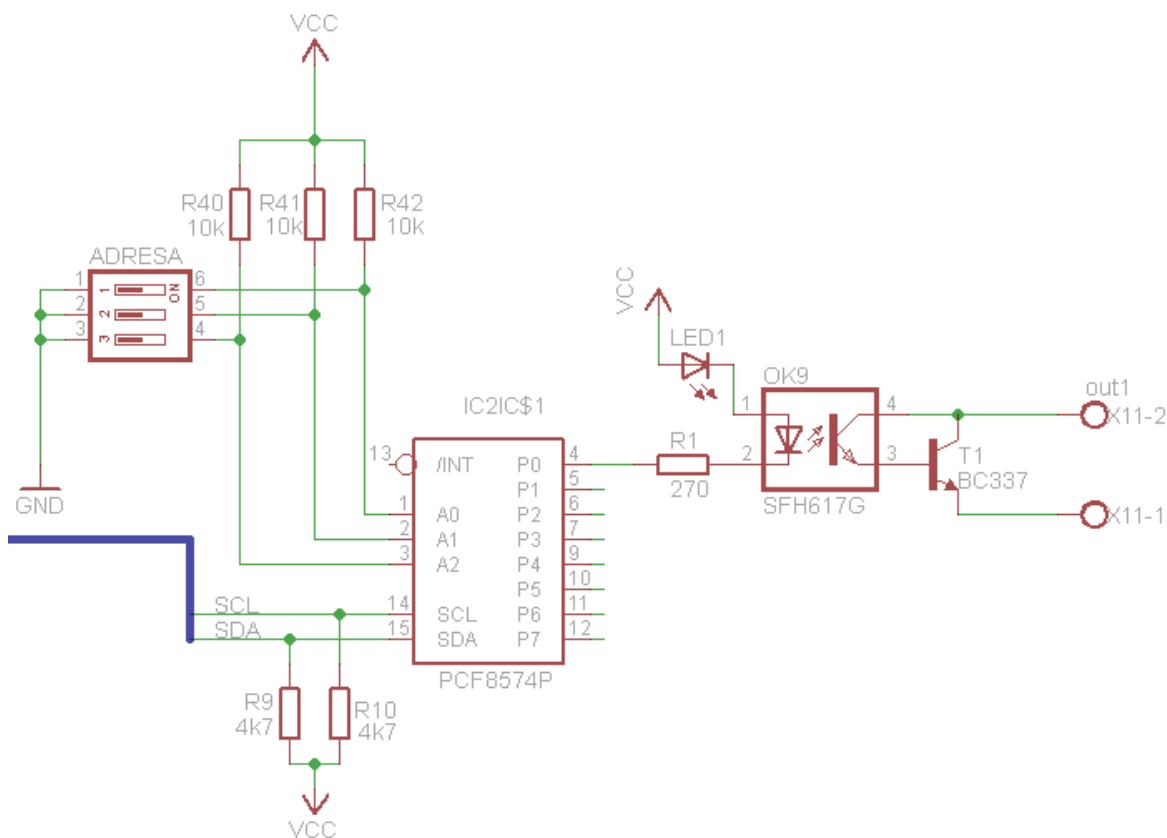 VCC
R40
10k
R41
10k
R42
10k
ADRESA
1
2
3
1
2
3
ON
6
5
4
GND
VCC
LED1
OK9
1
2
4
3
SFH617G
out1
X11-2
T1
BC337
X11-1
R1
270
IC2IC$1
13
/INT
P0
4
P1
5
1
A0
P2
6
2
A1
P3
7
3
A2
P4
9
P5
10
14
SCL
P6
11
15
SDA
P7
12
PCF8574P
SCL
SDA
R9
4k7
R10
4k7
VCC